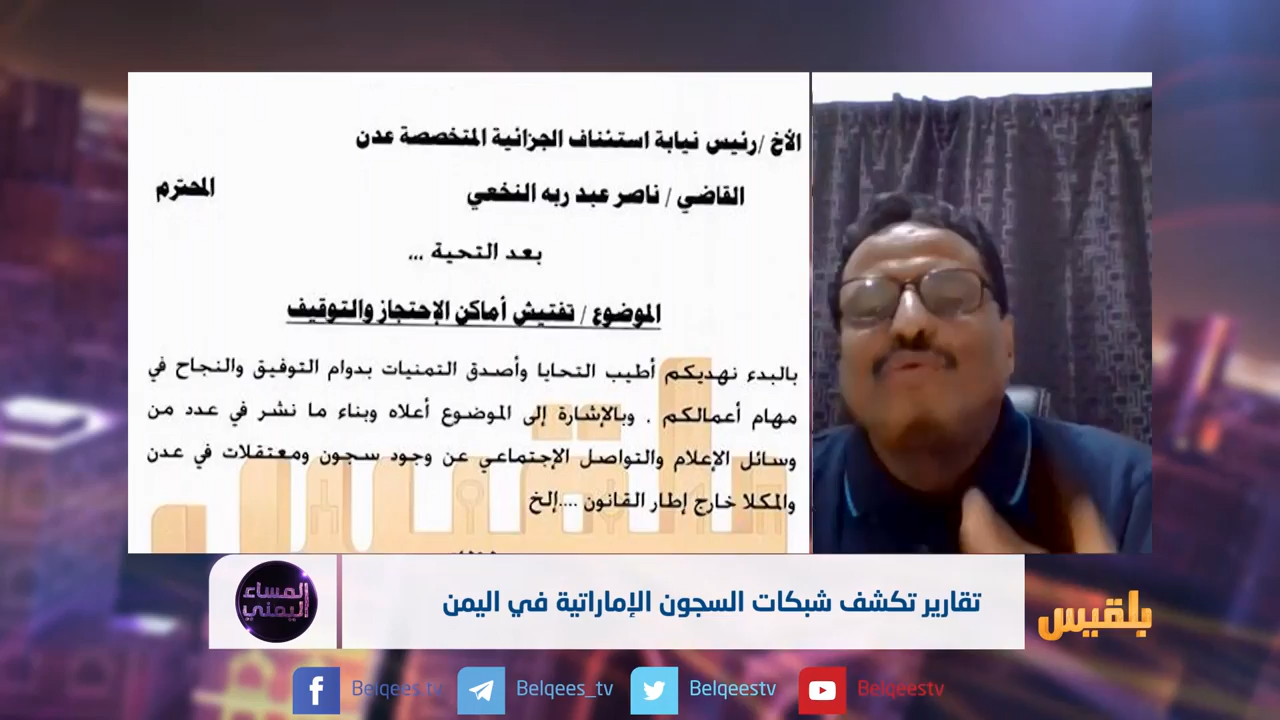 الأخ /رئيس نيابة استئناف الجزائية المتخصصة عدن
القاضي / ناصر عبد ربه النخعي المحترم
بعد التحية ...
الموضوع / تفتيش أماكن الإحتجاز والتوقيف
بالبدء نهديكم أطيب التحايا وأصدق التمنيات بدوام التوفيق والنجاح في
مهام أعمالكم . وبالإشارة إلى الموضوع أعلاه وبناء ما نشر في عدد من
وسائل الإعلام والتواصل الإجتماعي عن وجود سجون ومعتقلات في عدن
والمكلا خارج إطار القانون ....إلخ
بلقيس
تقارير تكشف شبكات السجون الإماراتية في اليمن
المساء
اليمني
بلقيس
Belqees tv Belqees_tv Belqeestv Belqeestv